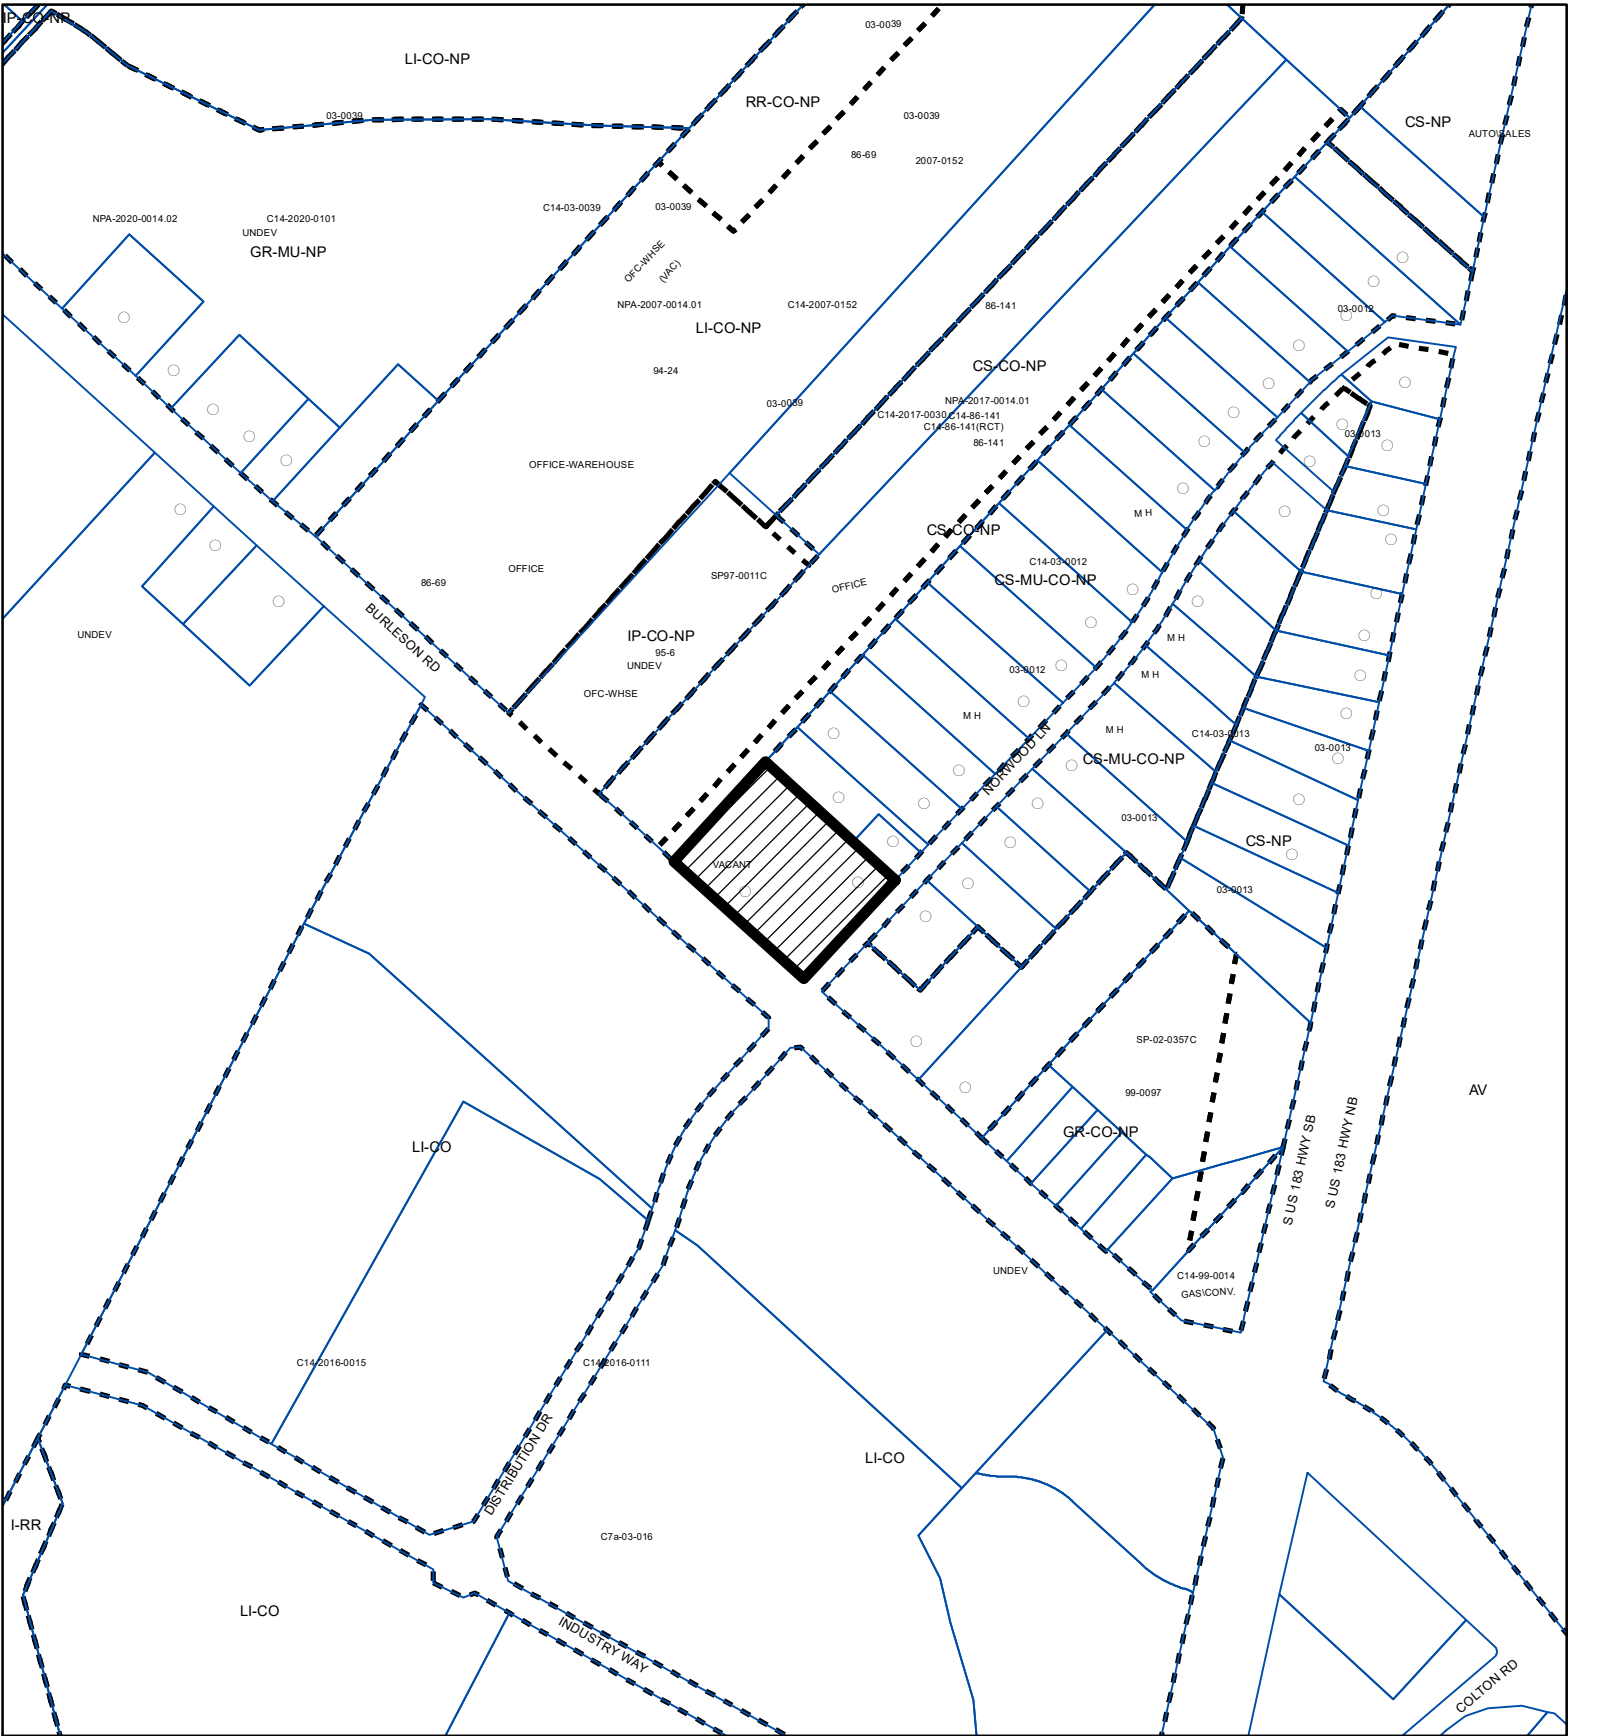 IP-CO-NP
03-0039
LI-CO-NP
RR-CO-NP
03-0039
03-0039
CS-NP
AUTO\SALES
86-69
2007-0152
NPA-2020-0014.02
C14-2020-0101
UNDEV
GR-MU-NP
C14-03-0039
03-0039
OFC-WHSE
(VAC)
NPA-2007-0014.01
C14-2007-0152
LI-CO-NP
86-141
03-0012
94-24
CS-CO-NP
03-0039
NPA-2017-0014.01
C14-2017-0030
C14-86-141
C14-86-141(RCT)
86-141
03-0013
OFFICE-WAREHOUSE
M H
CS-CO-NP
OFFICE
86-69
SP97-0011C
OFFICE
C14-03-0012
CS-MU-CO-NP
UNDEV
BURLESON RD
IP-CO-NP
95-6
UNDEV
OFC-WHSE
M H
03-0012
M H
M H
M H
NORWOOD LN
C14-03-0013
03-0013
CS-MU-CO-NP
03-0013
CS-NP
VACANT
03-0013
SP-02-0357C
99-0097
AV
GR-CO-NP
LI-CO
S US 183 HWY SB
S US 183 HWY NB
UNDEV
C14-99-0014
GAS\CONV.
C14-2016-0015
C14-2016-0111
DISTRIBUTION DR
LI-CO
I-RR
C7a-03-016
LI-CO
INDUSTRY WAY
COLTON RD